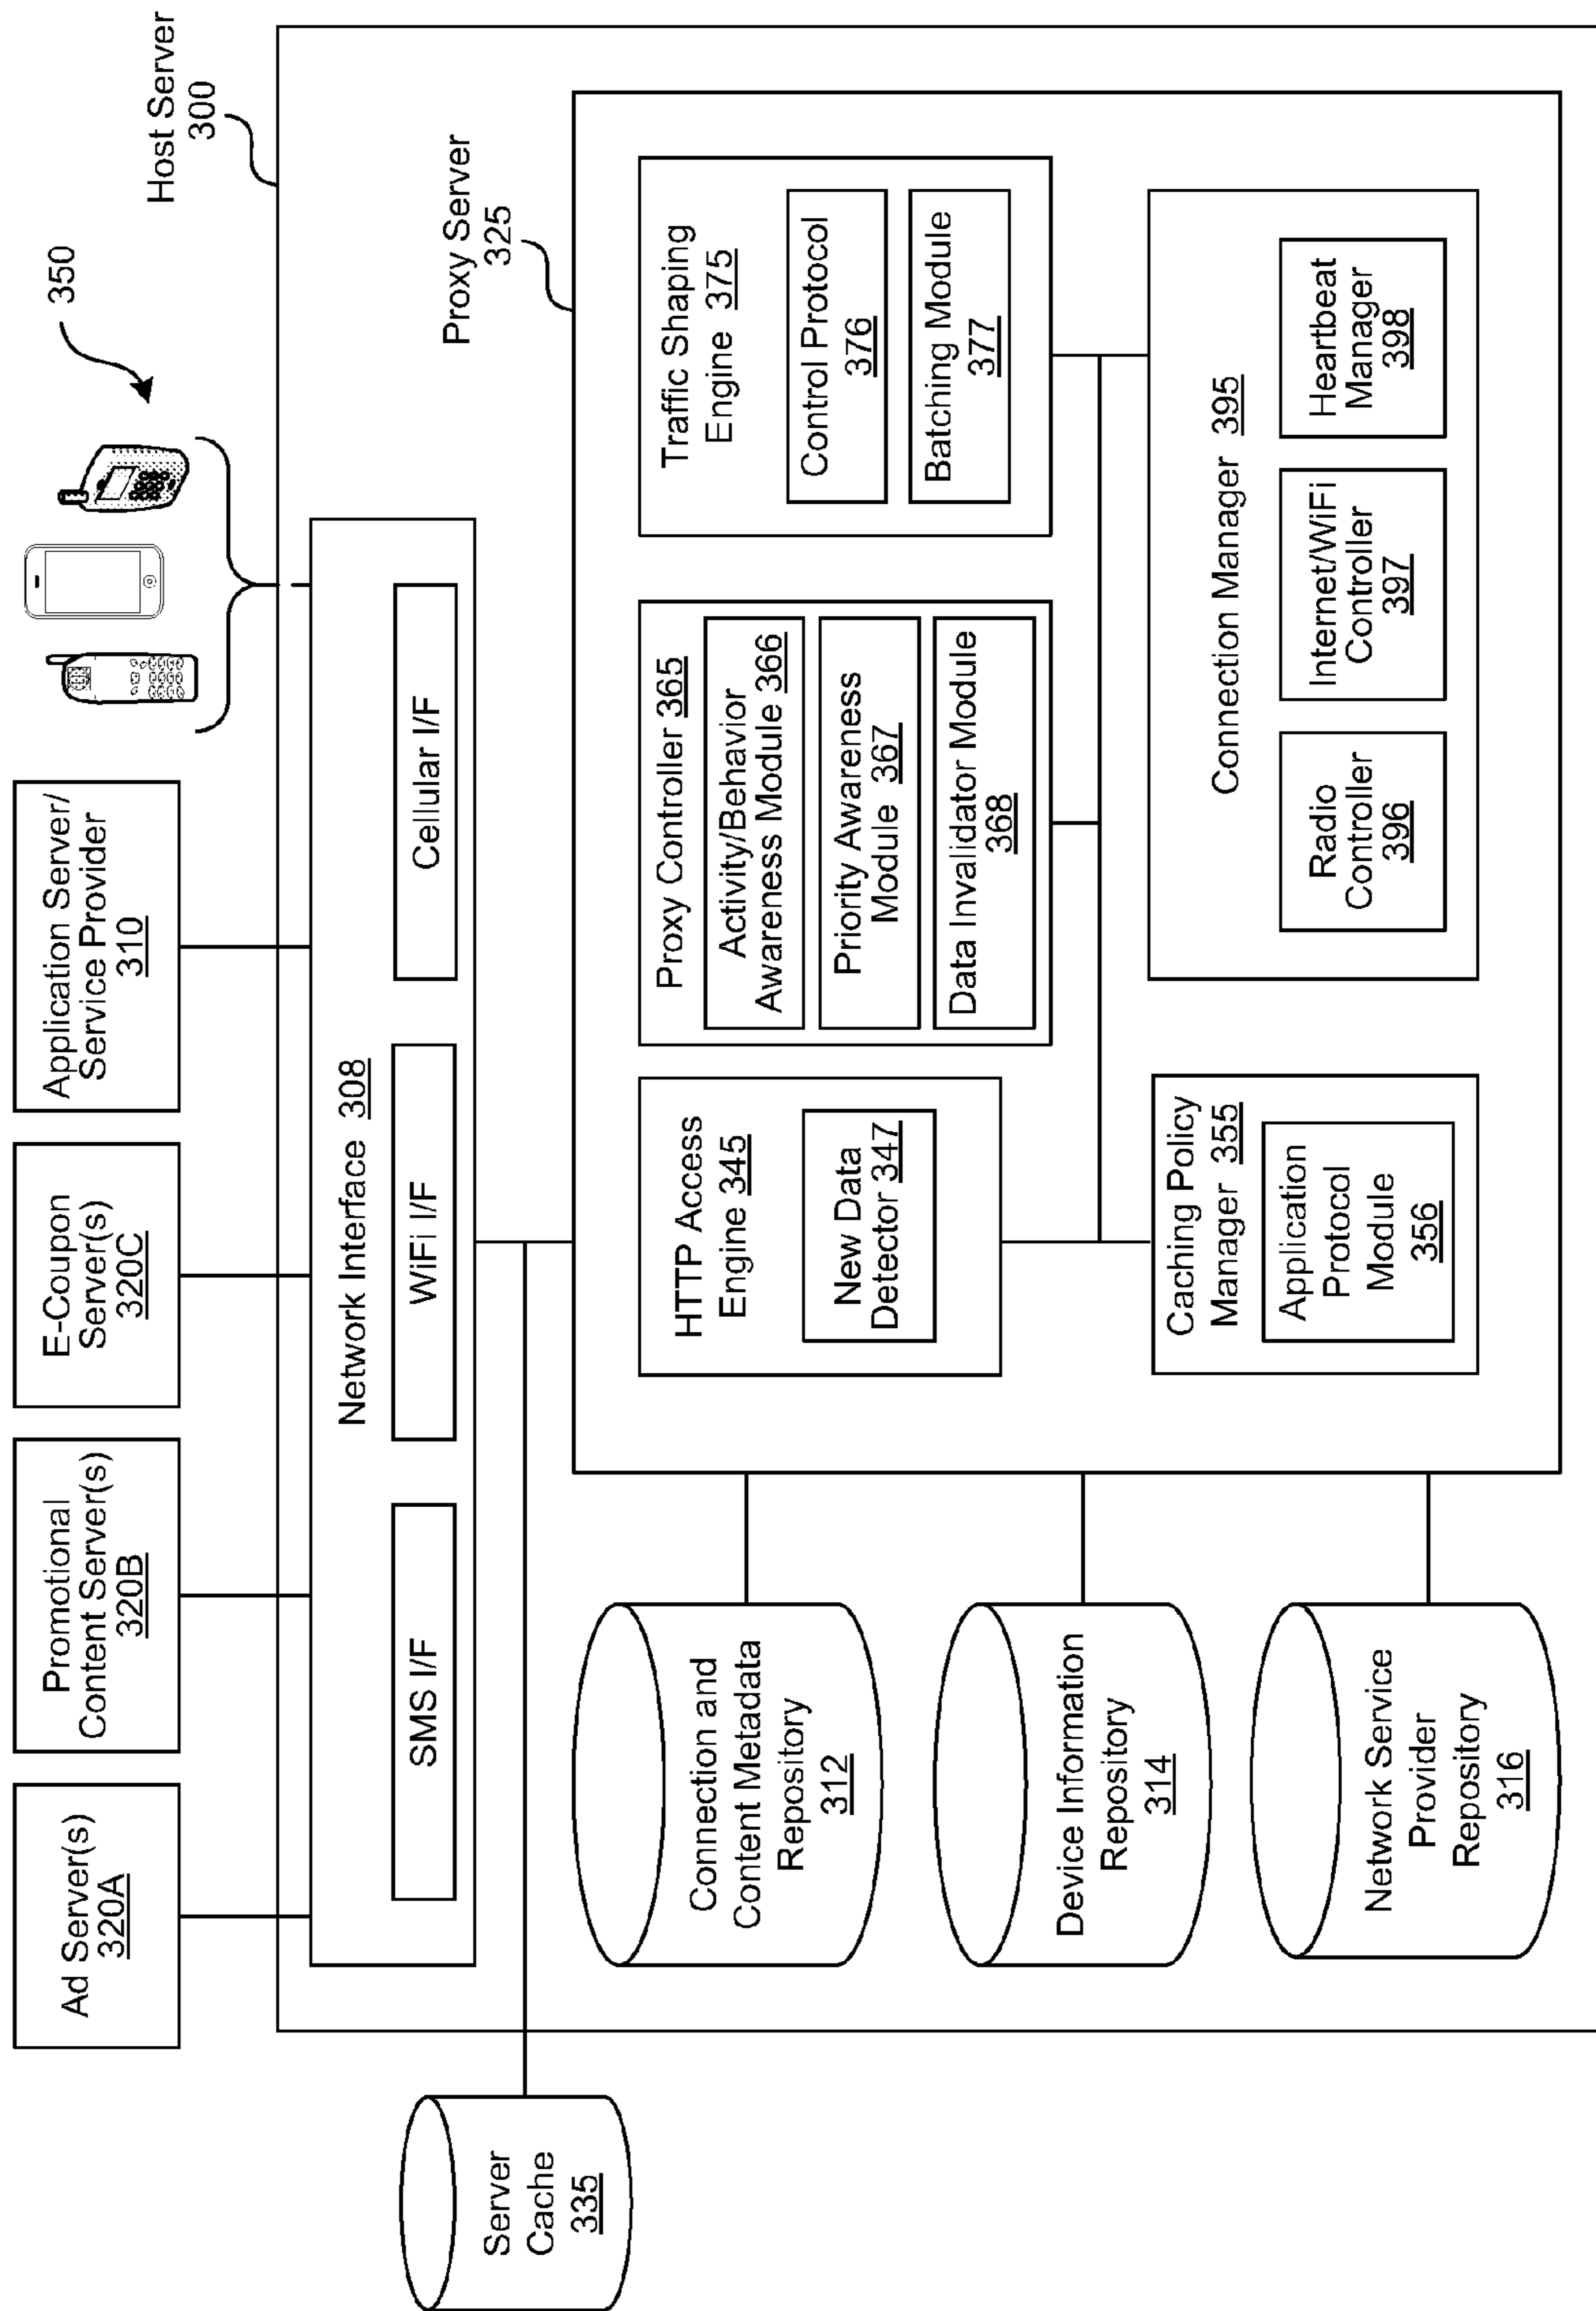 Ad Server(s)
320A
Promotional
Content Server(s)
320B
E-Coupon
Server(s)
320C
Application Server/
Service Provider
310
350
Host Server
300
Network Interface 308
SMS I/F
WiFi I/F
Cellular I/F
Server
Cache
335
Proxy Server
325
Connection and
Content Metadata
Repository
312
Device Information
Repository
314
Network Service
Provider
Repository
316
HTTP Access
Engine 345
New Data
Detector 347
Proxy Controller 365
Activity/Behavior
Awareness Module 366
Priority Awareness
Module 367
Data Invalidator Module
368
Traffic Shaping
Engine 375
Control Protocol
376
Batching Module
377
Caching Policy
Manager 355
Application
Protocol
Module
356
Connection Manager 395
Radio
Controller
396
Internet/WiFi
Controller
397
Heartbeat
Manager
398